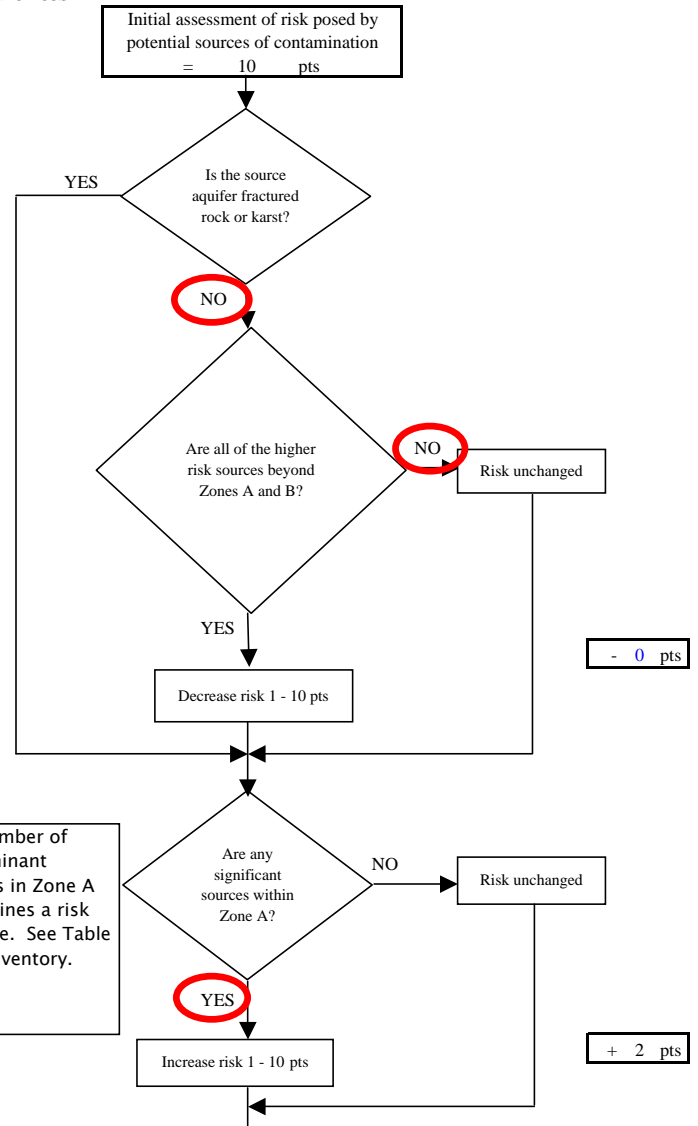 Initial assessment of risk posed by
potential sources of contamination
= 10 pts
YES
Is the source
aquifer fractured
rock or karst?
NO
Are all of the higher
risk sources beyond
Zones A and B?
NO
Risk unchanged
YES
- 0 pts
Decrease risk 1 - 10 pts
mber of
minant
s in Zone A
ines a risk
e. See Table
ventory.
Are any
significant
sources within
Zone A?
NO
Risk unchanged
YES
Increase risk 1 - 10 pts
+ 2 pts